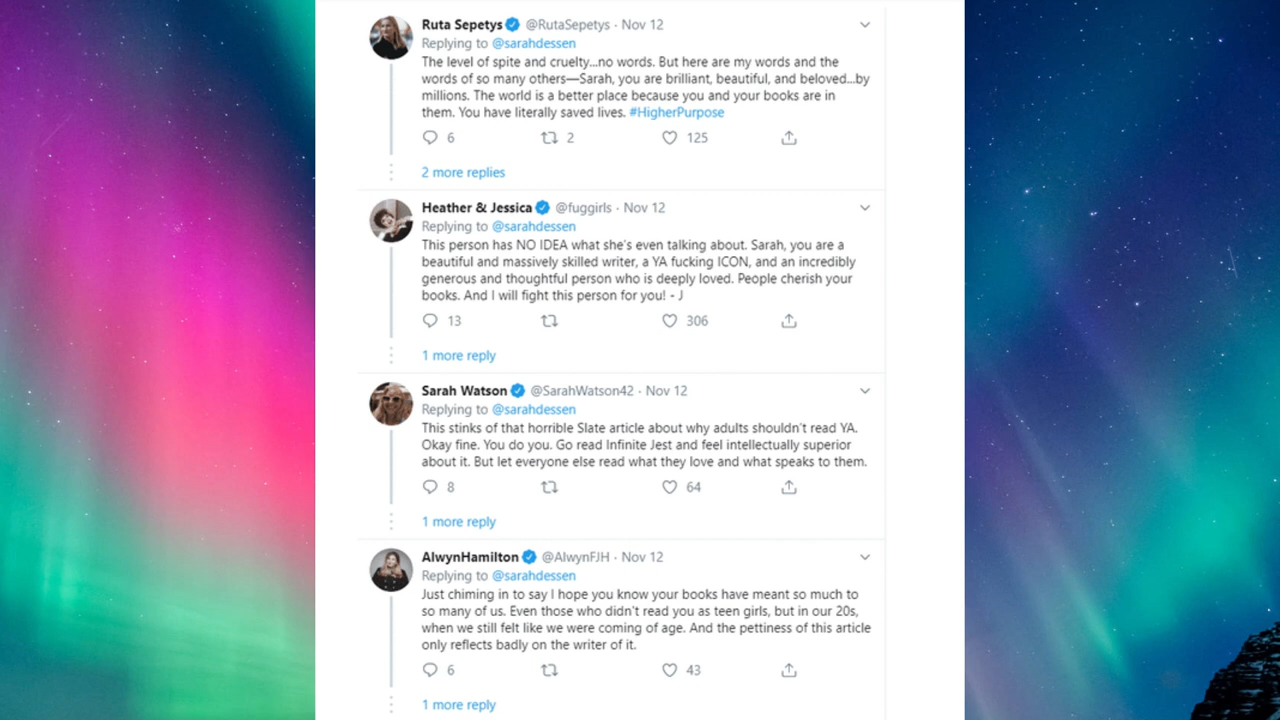 Ruta Sepetys @RutaSepetys · Nov 12
Replying to @sarahdessen
The level of spite and cruelty...no words. But here are my words and the
words of so many others—Sarah, you are brilliant, beautiful, and beloved...by
millions. The world is a better place because you and your books are in
them. You have literally saved lives. #HigherPurpose
6 2 125
2 more replies
Heather & Jessica @fuggirls · Nov 12
Replying to @sarahdessen
This person has NO IDEA what she's even talking about. Sarah, you are a
beautiful and massively skilled writer, a YA fucking ICON, and an incredibly
generous and thoughtful person who is deeply loved. People cherish your
books. And I will fight this person for you! - J
13 306
1 more reply
Sarah Watson @SarahWatson42 · Nov 12
Replying to @sarahdessen
This stinks of that horrible Slate article about why adults shouldn't read YA.
Okay fine. You do you. Go read Infinite Jest and feel intellectually superior
about it. But let everyone else read what they love and what speaks to them.
8 64
1 more reply
AlwynHamilton @AlwynFJH · Nov 12
Replying to @sarahdessen
Just chiming in to say I hope you know your books have meant so much to
so many of us. Even those who didn't read you as teen girls, but in our 20s,
when we still felt like we were coming of age. And the pettiness of this article
only reflects badly on the writer of it.
6 43
1 more reply